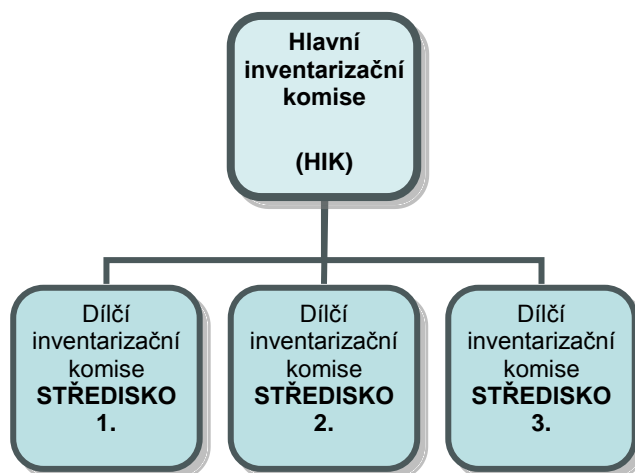 Hlavní
inventarizační
komise
(HIK)
Dílčí
inventarizační
komise
STŘEDISKO
1.
Dílčí
inventarizační
komise
STŘEDISKO
2.
Dílčí
inventarizační
komise
STŘEDISKO
3.